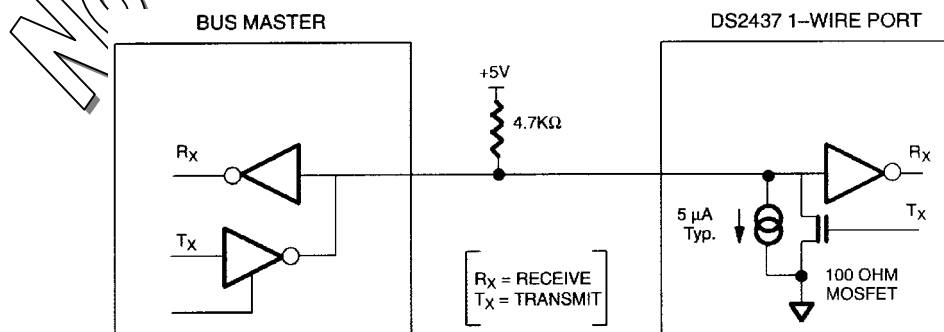 BUS MASTER
DS2437 1–WIRE PORT
+5V
4.7KΩ
RX
TX
RX
TX
5 μA
Typ.
100 OHM
MOSFET
RX = RECEIVE
TX = TRANSMIT